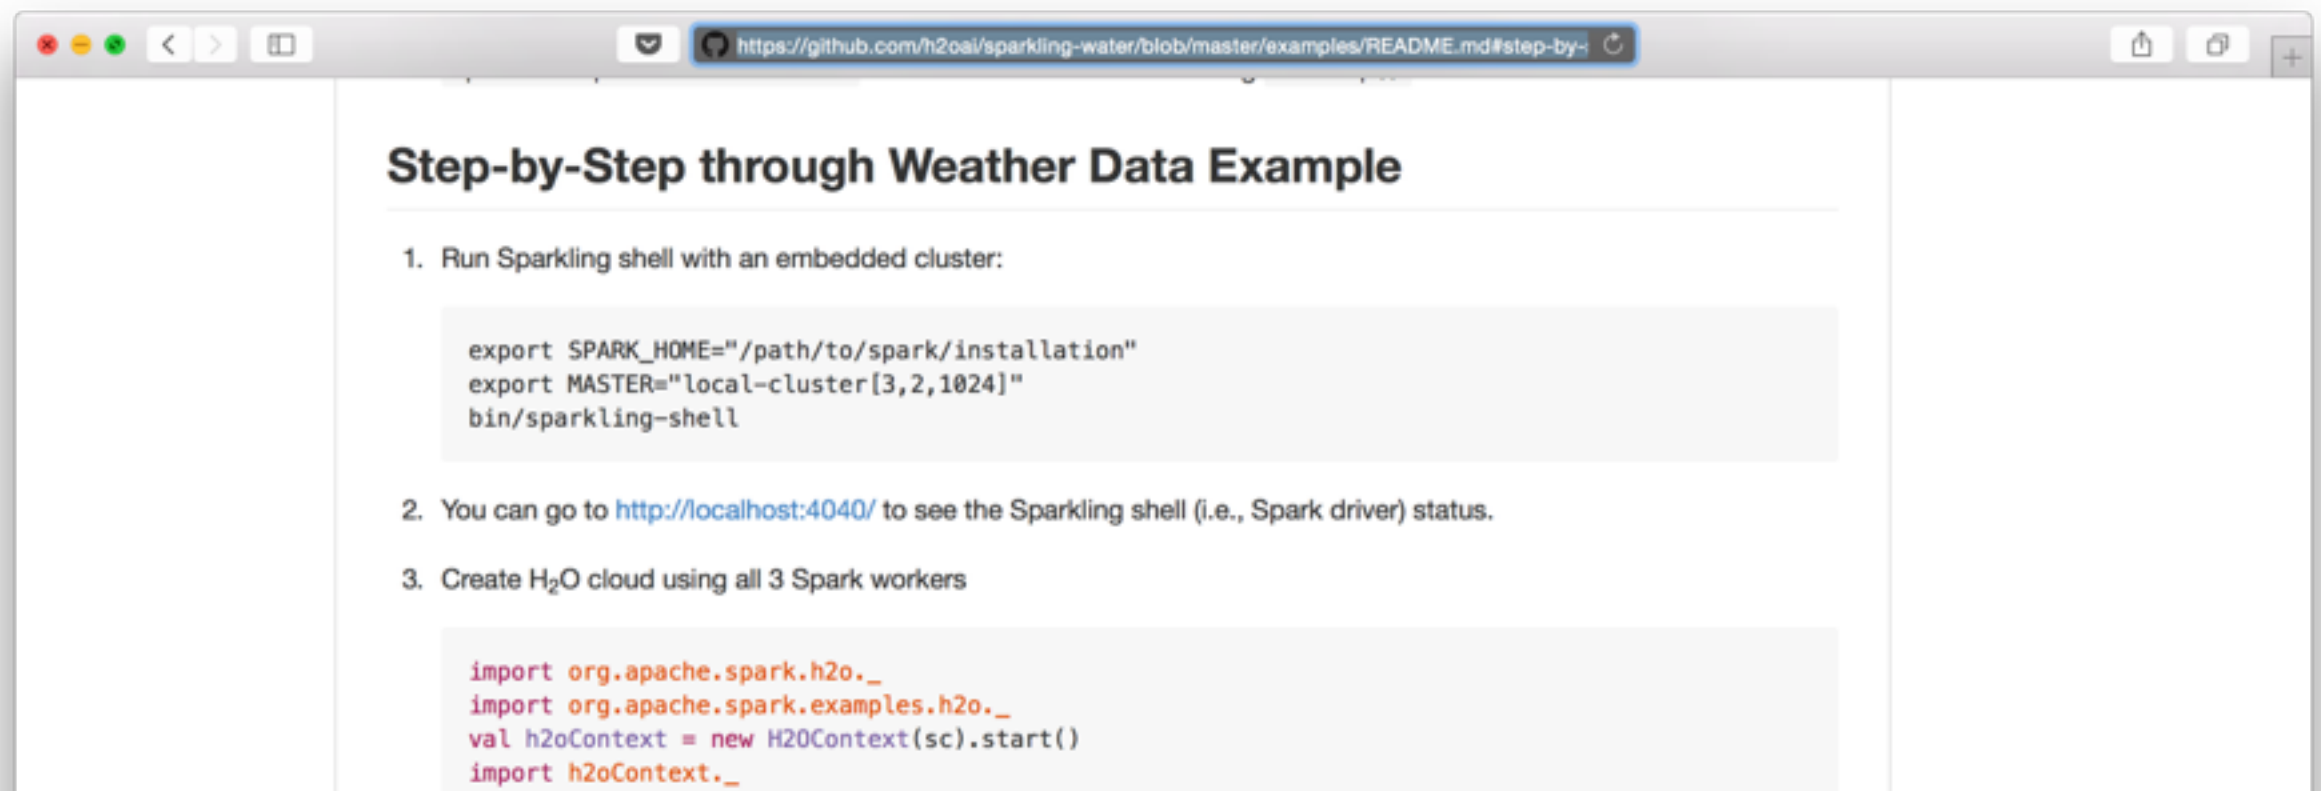 https://github.com/h2oai/sparkling-water/blob/master/examples/README.md#step-by-
Step-by-Step through Weather Data Example
1. Run Sparkling shell with an embedded cluster:
export SPARK_HOME="/path/to/spark/installation"
export MASTER="local-cluster[3,2,1024]"
bin/sparkling-shell
2. You can go to http://localhost:4040/ to see the Sparkling shell (i.e., Spark driver) status.
3. Create H₂O cloud using all 3 Spark workers
import org.apache.spark.h2o._
import org.apache.spark.examples.h2o._
val h2oContext = new H2OContext(sc).start()
import h2oContext._